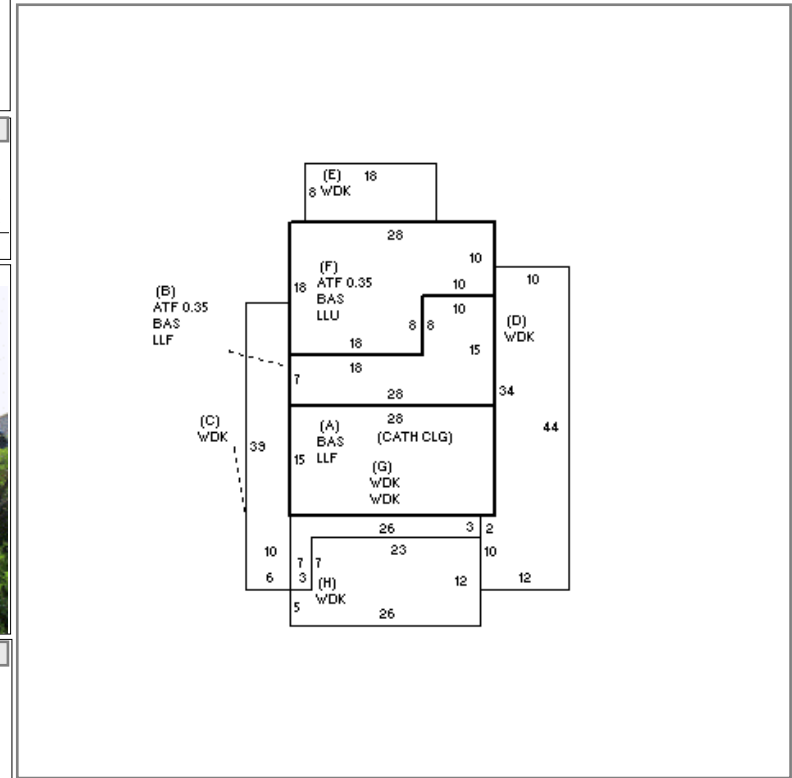 (E) 18
8 WDK
28
10
(F)
18 ATF 0.35
BAS
LLU
10
10
10
(B)
ATF 0.35
BAS
LLF
(D)
WDK
8 8
18
15
18
7
34
28
28
(A)
BAS
(CATH CLG)
15 LLF
(C)
WDK
39
44
(G)
WDK
WDK
26
3 2
23
10
10
7 7
6
3
(H)
WDK
12
12
5
26